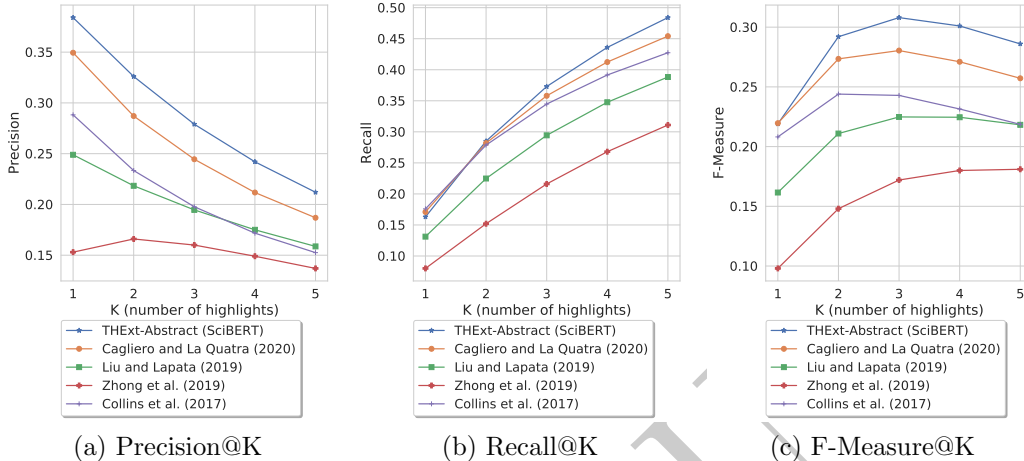 0.35
0.30
0.25
0.20
0.15
Precision
1 2 3 4 5
K (number of highlights)
THExt-Abstract (SciBERT)
Cagliero and La Quatra (2020)
Liu and Lapata (2019)
Zhong et al. (2019)
Collins et al. (2017)
(a) Precision@K
0.50
0.45
0.40
0.35
0.30
0.25
0.20
0.15
0.10
Recall
1 2 3 4 5
K (number of highlights)
THExt-Abstract (SciBERT)
Cagliero and La Quatra (2020)
Liu and Lapata (2019)
Zhong et al. (2019)
Collins et al. (2017)
(b) Recall@K
0.30
0.25
0.20
0.15
0.10
F-Measure
1 2 3 4 5
K (number of highlights)
THExt-Abstract (SciBERT)
Cagliero and La Quatra (2020)
Liu and Lapata (2019)
Zhong et al. (2019)
Collins et al. (2017)
(c) F-Measure@K